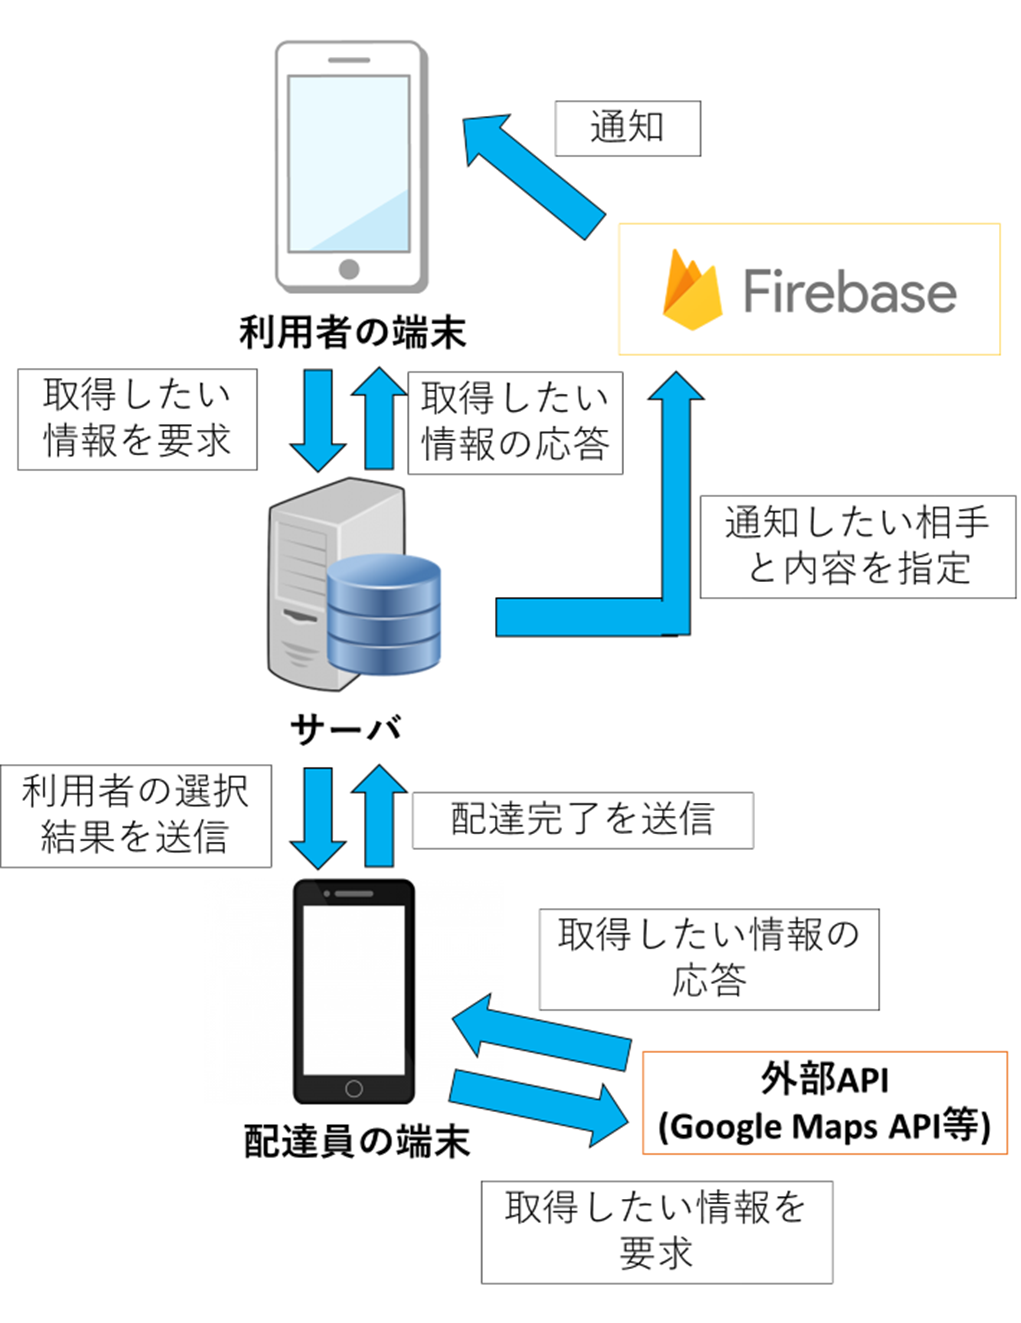 通知
Firebase
利用者の端末
取得したい
情報を要求
取得したい
情報の応答
通知したい相手
と内容を指定
サーバ
利用者の選択
結果を送信
配達完了を送信
取得したい情報の
応答
外部API
(Google Maps API等)
配達員の端末
取得したい情報を
要求